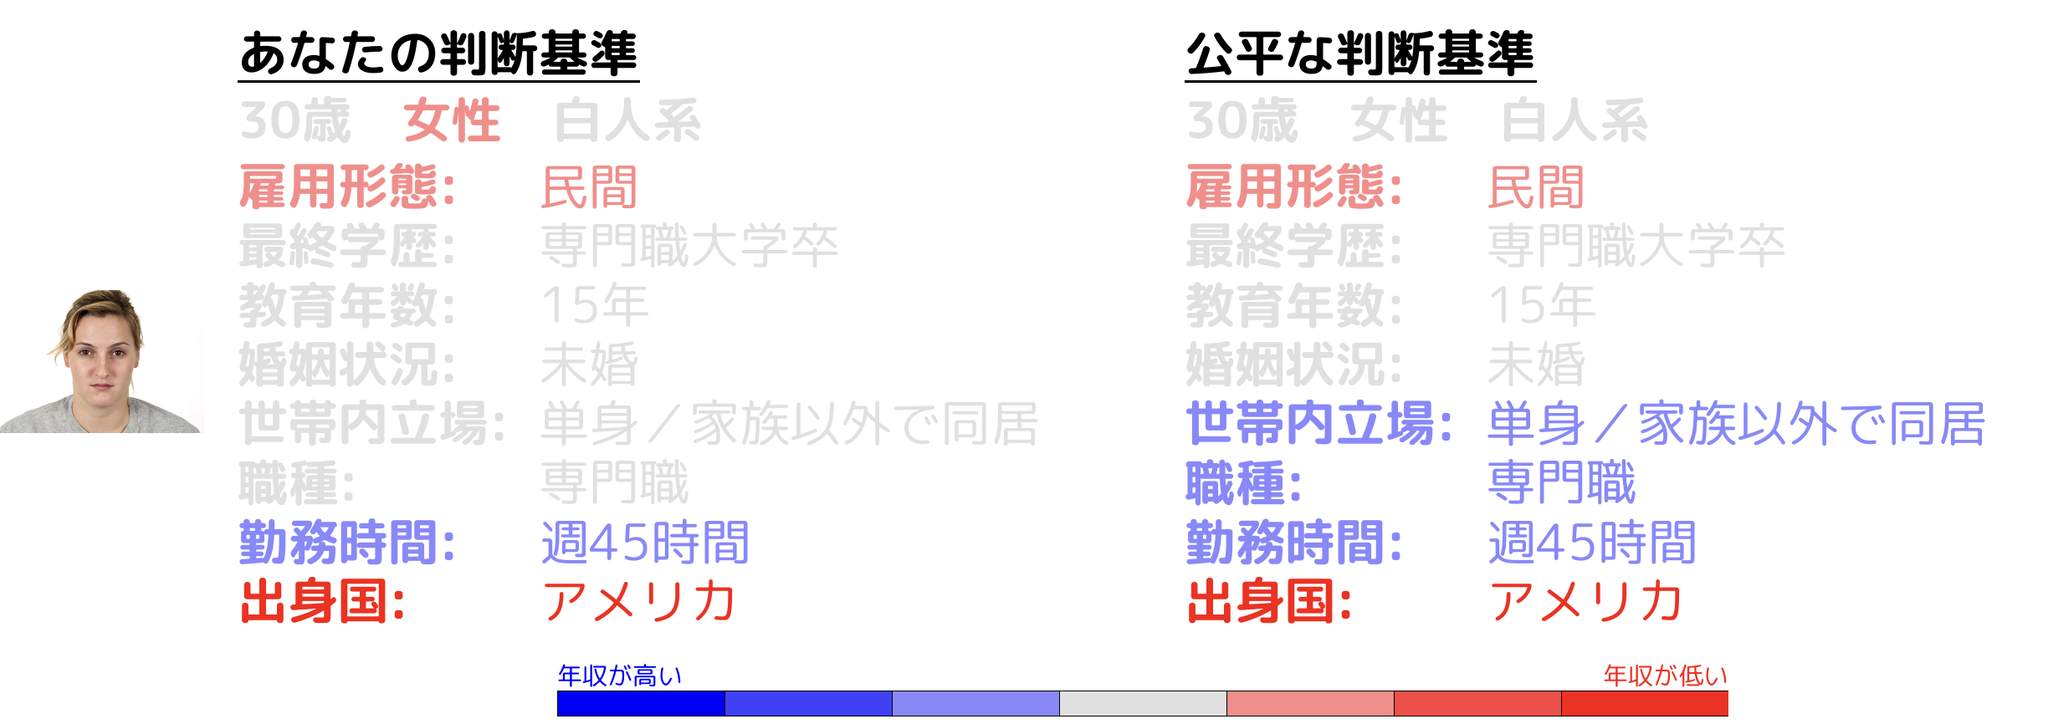 あなたの判断基準
30歳 女性 白人系
雇用形態: 民間
最終学歴: 専門職大学卒
教育年数: 15年
婚姻状況: 未婚
世帯内立場: 単身／家族以外で同居
職種: 専門職
勤務時間: 週45時間
出身国: アメリカ
公平な判断基準
30歳 女性 白人系
雇用形態: 民間
最終学歴: 専門職大学卒
教育年数: 15年
婚姻状況: 未婚
世帯内立場: 単身／家族以外で同居
職種: 専門職
勤務時間: 週45時間
出身国: アメリカ
年収が高い
年収が低い